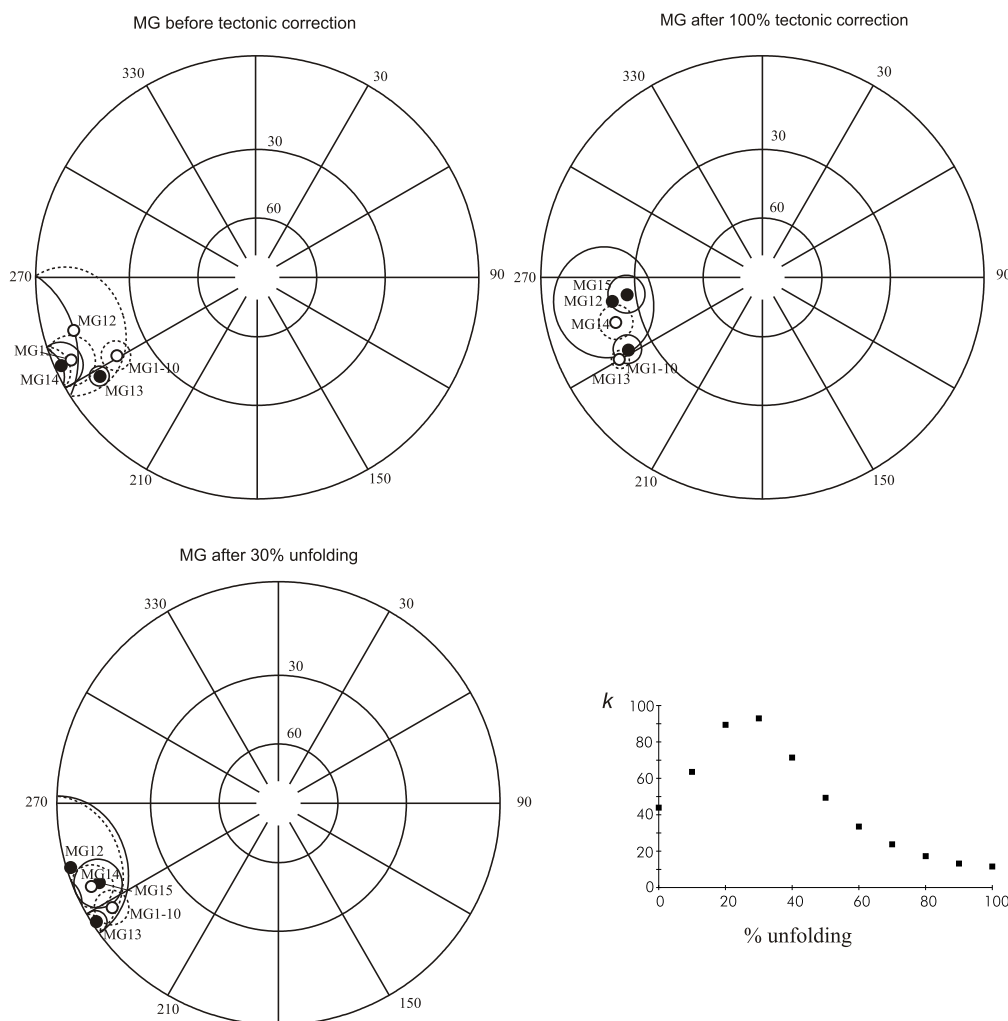 MG before tectonic correction
330
30
30
60
270
90
MG12
MG1
MG1-10
MG14
MG13
210
150
MG after 100% tectonic correction
330
30
30
60
270
90
MG15
MG12
MG14
MG1-10
MG13
210
150
MG after 30% unfolding
330
30
30
60
270
90
MG12
MG14
MG15
MG1-10
MG13
210
150
k
100
80
60
40
20
0
0 20 40 60 80 100
% unfolding